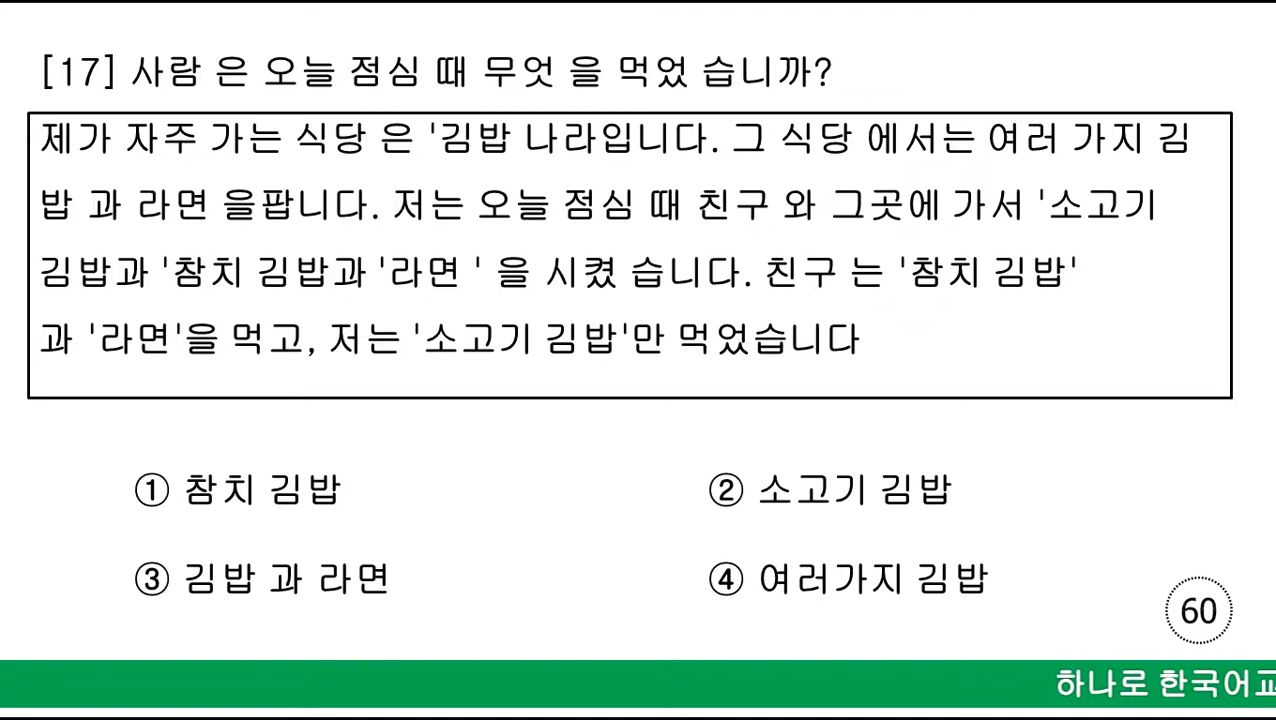 [17] 사람 은 오늘 점심 때 무엇 을 먹었 습니까?
제가 자주 가는 식당 은 '김밥 나라입니다. 그 식당 에서는 여러 가지 김
밥 과 라면 을팝니다. 저는 오늘 점심 때 친구 와 그곳에 가서 '소고기
김밥과 '참치 김밥과 '라면 ' 을 시켰 습니다. 친구 는 '참치 김밥'
과 '라면'을 먹고, 저는 '소고기 김밥'만 먹었습니다
① 참치 김밥
② 소고기 김밥
③ 김밥 과 라면
④ 여러가지 김밥
60
하나로 한국어교